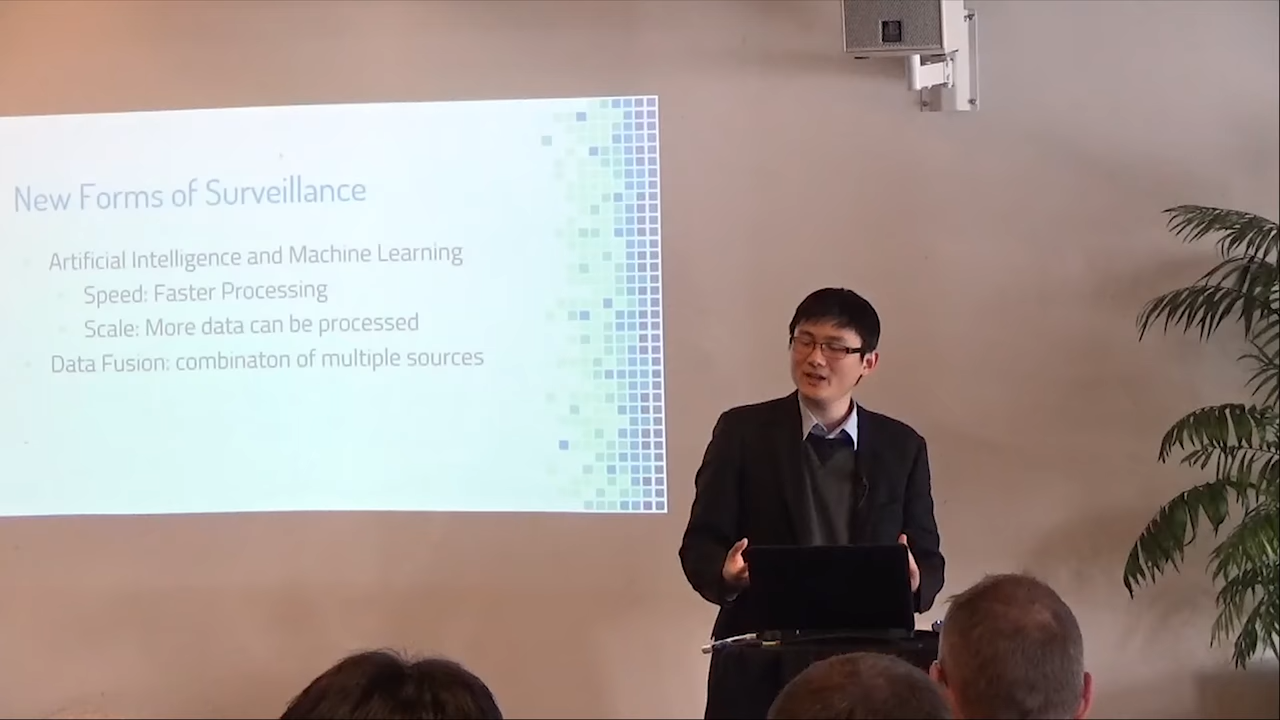 New Forms of Surveillance
Artificial Intelligence and Machine Learning
Speed: Faster Processing
Scale: More data can be processed
Data Fusion: combinaton of multiple sources